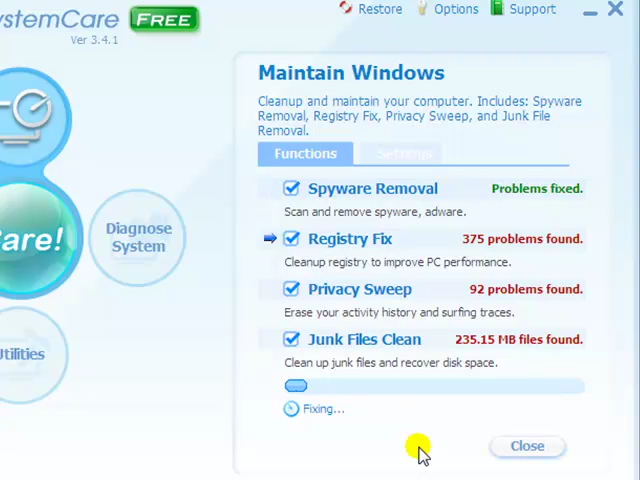 ystemCare FREE
Ver 3.4.1
Restore Options Support
Maintain Windows
Cleanup and maintain your computer. Includes: Spyware
Removal, Registry Fix, Privacy Sweep, and Junk File
Removal.
Functions Settings
Spyware Removal Problems fixed.
Scan and remove spyware, adware.
Registry Fix 375 problems found.
Cleanup registry to improve PC performance.
Privacy Sweep 92 problems found.
Erase your activity history and surfing traces.
Junk Files Clean 235.15 MB files found.
Clean up junk files and recover disk space.
Fixing...
Close
Care!
Diagnose
System
Utilities